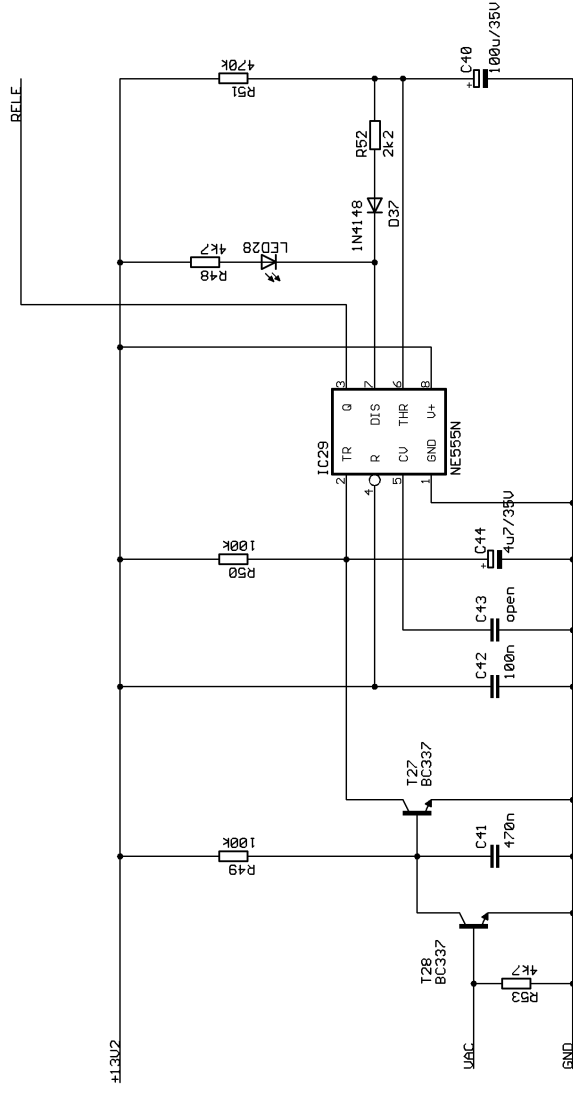 RELE
R51
470k
C40
100u/35V
+
R52
2k2
1N4148
D37
R48
4k7
LED28
3
7
6
8
Q
DIS
THR
V+
IC29
NE555N
TR
R
CV
GND
2
4
5
1
R50
100k
C44
4u7/35V
+
C43
open
C42
100n
T27
BC337
R49
100k
C41
470n
T28
BC337
R53
4k7
+13V2
VAC
GND